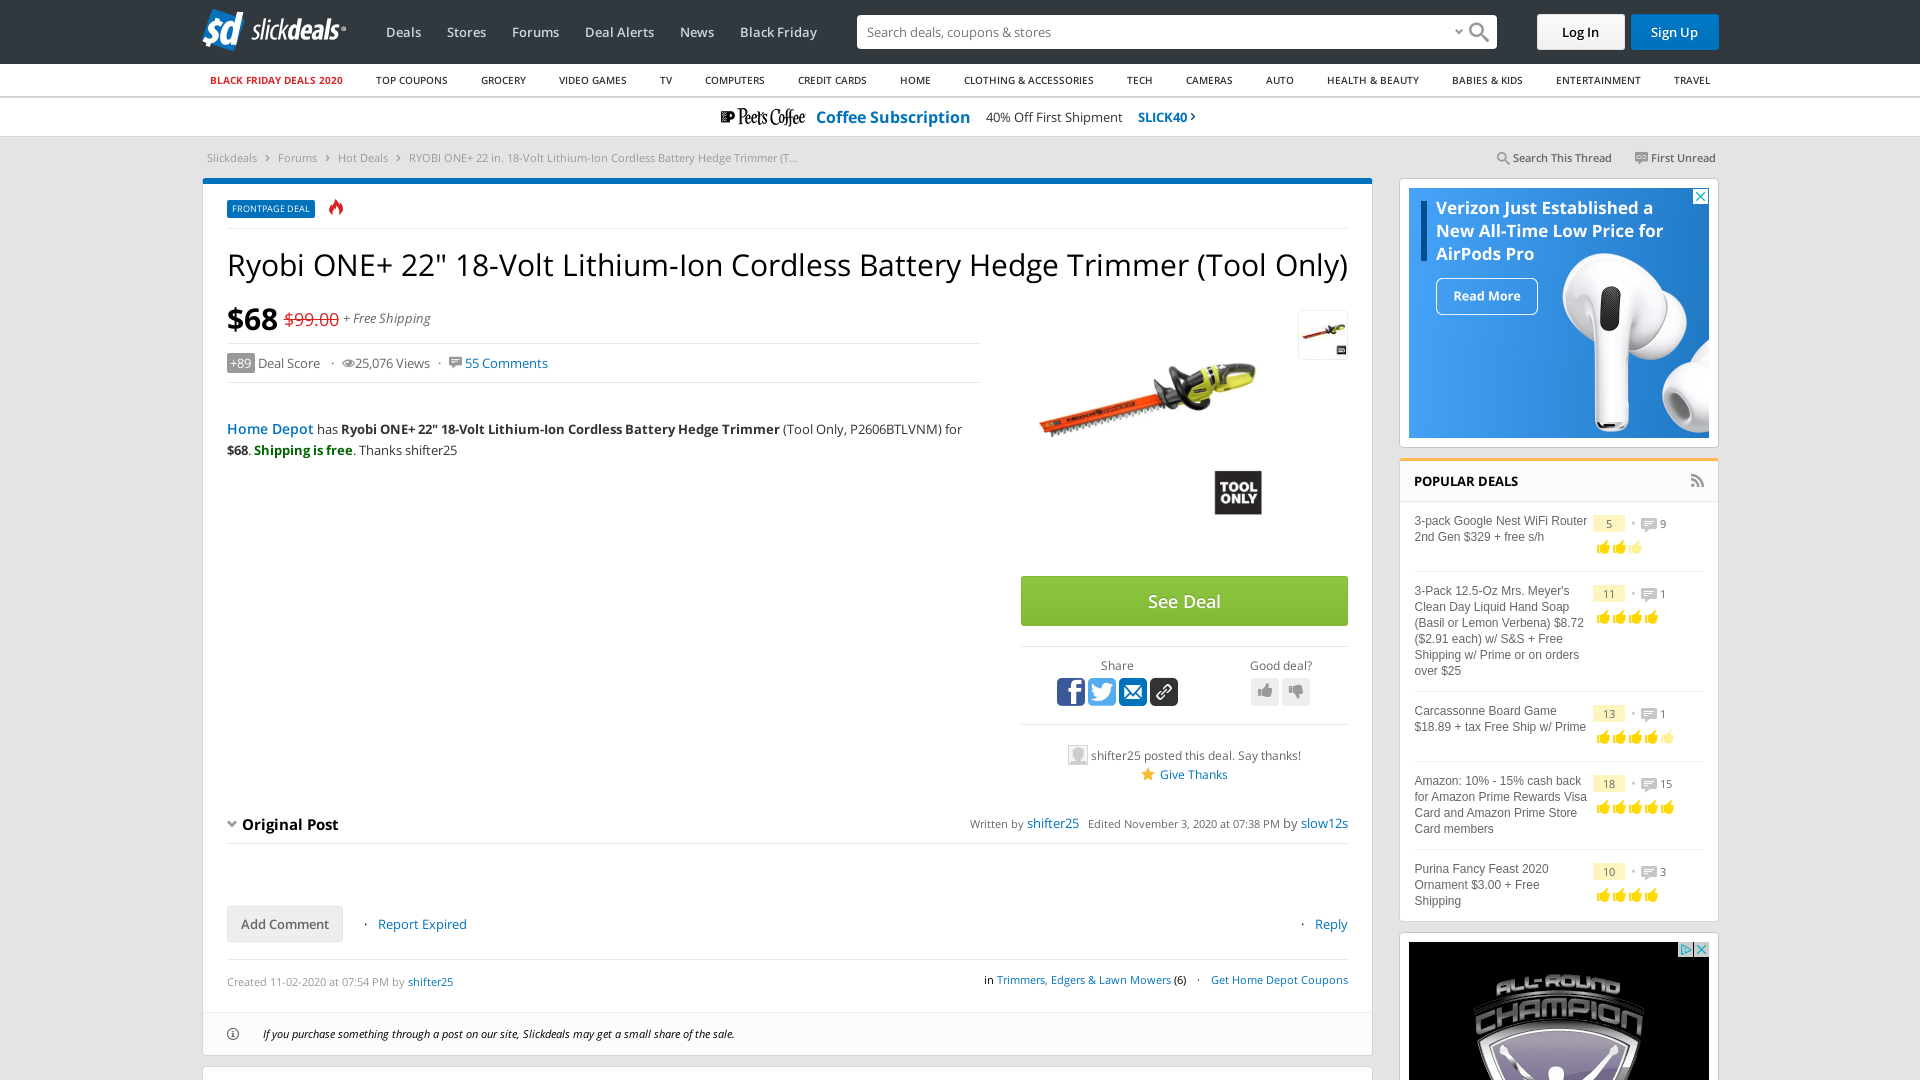 sd slickdeals®
Deals Stores Forums Deal Alerts News Black Friday
Search deals, coupons & stores
Log In Sign Up
BLACK FRIDAY DEALS 2020 TOP COUPONS GROCERY VIDEO GAMES TV COMPUTERS CREDIT CARDS HOME CLOTHING & ACCESSORIES TECH CAMERAS AUTO HEALTH & BEAUTY BABIES & KIDS ENTERTAINMENT TRAVEL
Peet's Coffee Coffee Subscription 40% Off First Shipment SLICK40
Slickdeals Forums Hot Deals RYOBI ONE+ 22 in. 18-Volt Lithium-Ion Cordless Battery Hedge Trimmer (T...
Search This Thread First Unread
FRONTPAGE DEAL
Ryobi ONE+ 22" 18-Volt Lithium-Ion Cordless Battery Hedge Trimmer (Tool Only)
$68 $99.00 + Free Shipping
+89 Deal Score · 25,076 Views · 55 Comments
Home Depot has Ryobi ONE+ 22" 18-Volt Lithium-Ion Cordless Battery Hedge Trimmer (Tool Only, P2606BTLVNM) for
$68. Shipping is free. Thanks shifter25
TOOL
ONLY
See Deal
Share Good deal?
shifter25 posted this deal. Say thanks!
Give Thanks
Original Post
Written by shifter25 Edited November 3, 2020 at 07:38 PM by slow12s
Add Comment · Report Expired · Reply
Created 11-02-2020 at 07:54 PM by shifter25
in Trimmers, Edgers & Lawn Mowers (6) · Get Home Depot Coupons
If you purchase something through a post on our site, Slickdeals may get a small share of the sale.
Verizon Just Established a
New All-Time Low Price for
AirPods Pro
Read More
POPULAR DEALS
3-pack Google Nest WiFi Router
2nd Gen $329 + free s/h
5 · 9
3-Pack 12.5-Oz Mrs. Meyer's
Clean Day Liquid Hand Soap
(Basil or Lemon Verbena) $8.72
($2.91 each) w/ S&S + Free
Shipping w/ Prime or on orders
over $25
11 · 1
Carcassonne Board Game
$18.89 + tax Free Ship w/ Prime
13 · 1
Amazon: 10% - 15% cash back
for Amazon Prime Rewards Visa
Card and Amazon Prime Store
Card members
18 · 15
Purina Fancy Feast 2020
Ornament $3.00 + Free
Shipping
10 · 3
ALL-ROUND
CHAMPION